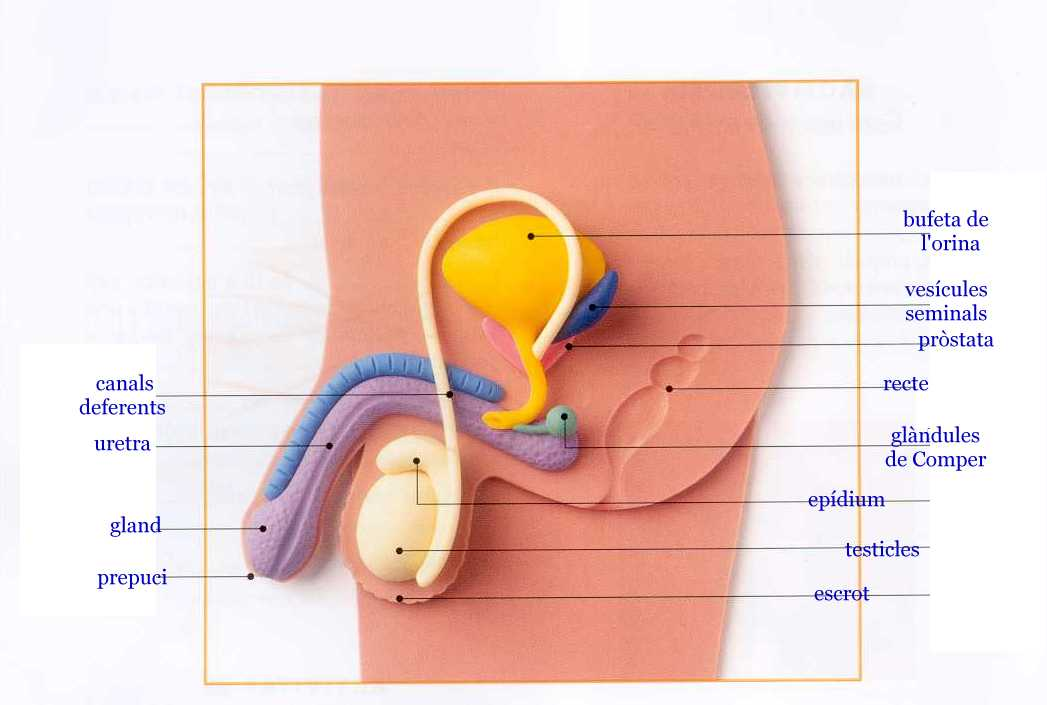 bufeta de
l'orina
vesícules
seminals
pròstata
canals
deferents
recte
uretra
glàndules
de Comper
epídium
gland
testicles
prepuci
escrot